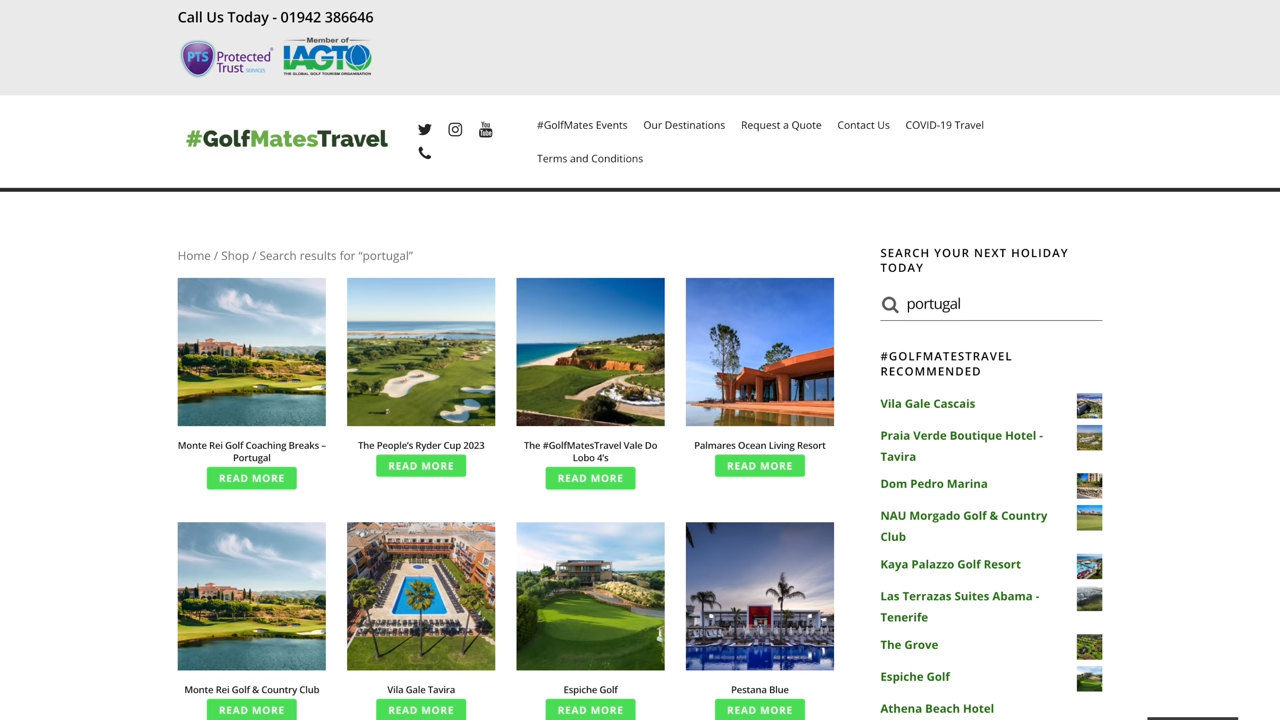 Call Us Today - 01942 386646
PTS Protected Trust SERVICES
Member of
IAGTO
THE GLOBAL GOLF TOURISM ORGANISATION
#GolfMatesTravel
You Tube
#GolfMates Events
Our Destinations
Request a Quote
Contact Us
COVID-19 Travel
Terms and Conditions
Home / Shop / Search results for “portugal”
Monte Rei Golf Coaching Breaks –
Portugal
READ MORE
The People’s Ryder Cup 2023
READ MORE
The #GolfMatesTravel Vale Do
Lobo 4’s
READ MORE
Palmares Ocean Living Resort
READ MORE
Monte Rei Golf & Country Club
READ MORE
Vila Gale Tavira
READ MORE
Espiche Golf
READ MORE
Pestana Blue
READ MORE
SEARCH YOUR NEXT HOLIDAY
TODAY
portugal
#GOLFMATESTRAVEL
RECOMMENDED
Vila Gale Cascais
Praia Verde Boutique Hotel -
Tavira
Dom Pedro Marina
NAU Morgado Golf & Country
Club
Kaya Palazzo Golf Resort
Las Terrazas Suites Abama -
Tenerife
The Grove
Espiche Golf
Athena Beach Hotel